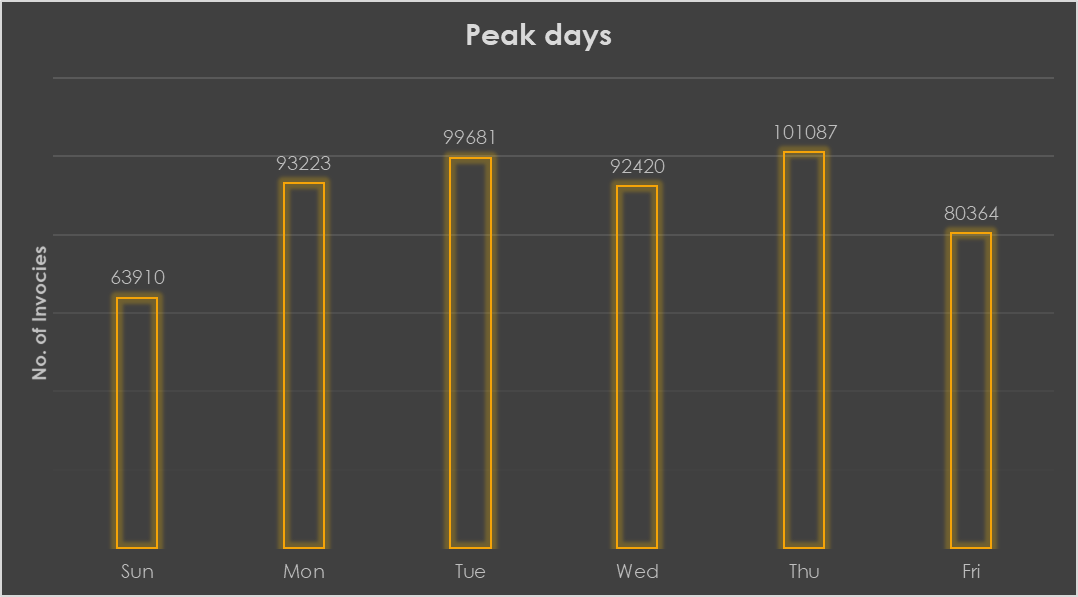 Peak days
No. of Invocies
63910
93223
99681
92420
101087
80364
Sun
Mon
Tue
Wed
Thu
Fri